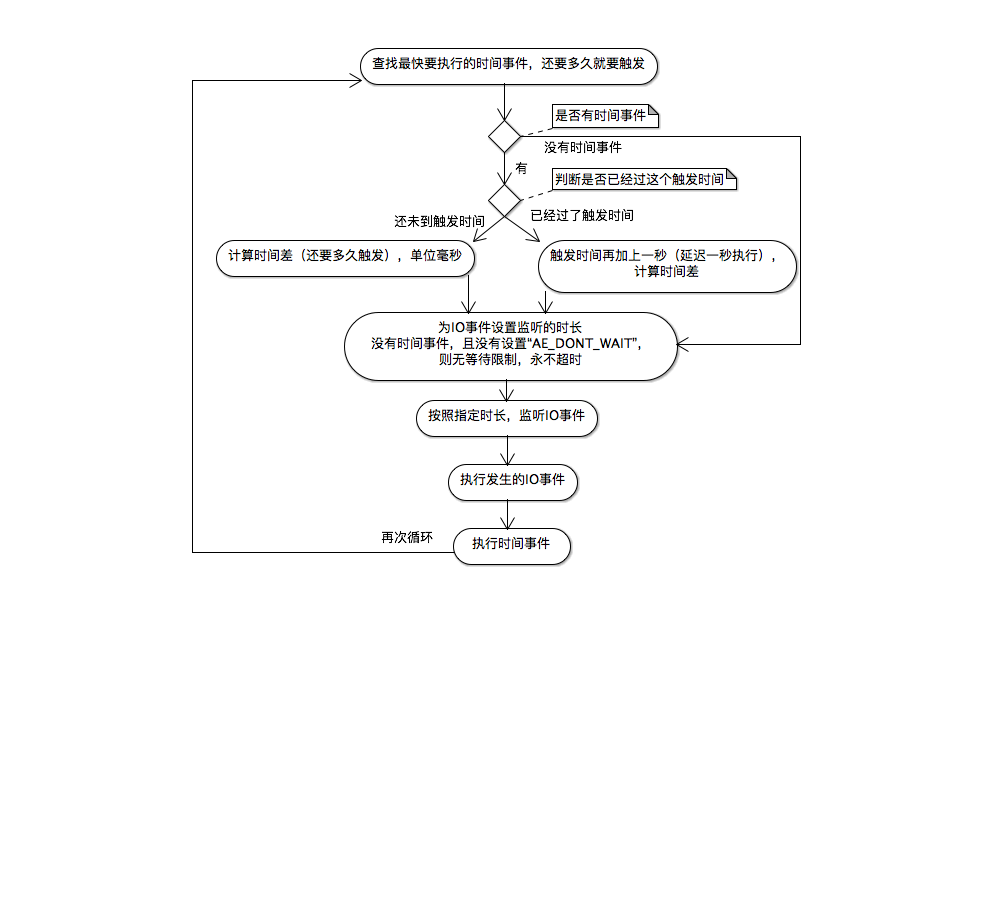 查找最快要执行的时间事件，还要多久就要触发
是否有时间事件
没有时间事件
有
判断是否已经过这个触发时间
还未到触发时间
已经过了触发时间
计算时间差（还要多久触发），单位毫秒
触发时间再加上一秒（延迟一秒执行），
计算时间差
为IO事件设置监听的时长
没有时间事件，且没有设置“AE_DONT_WAIT”，
则无等待限制，永不超时
按照指定时长，监听IO事件
执行发生的IO事件
再次循环
执行时间事件